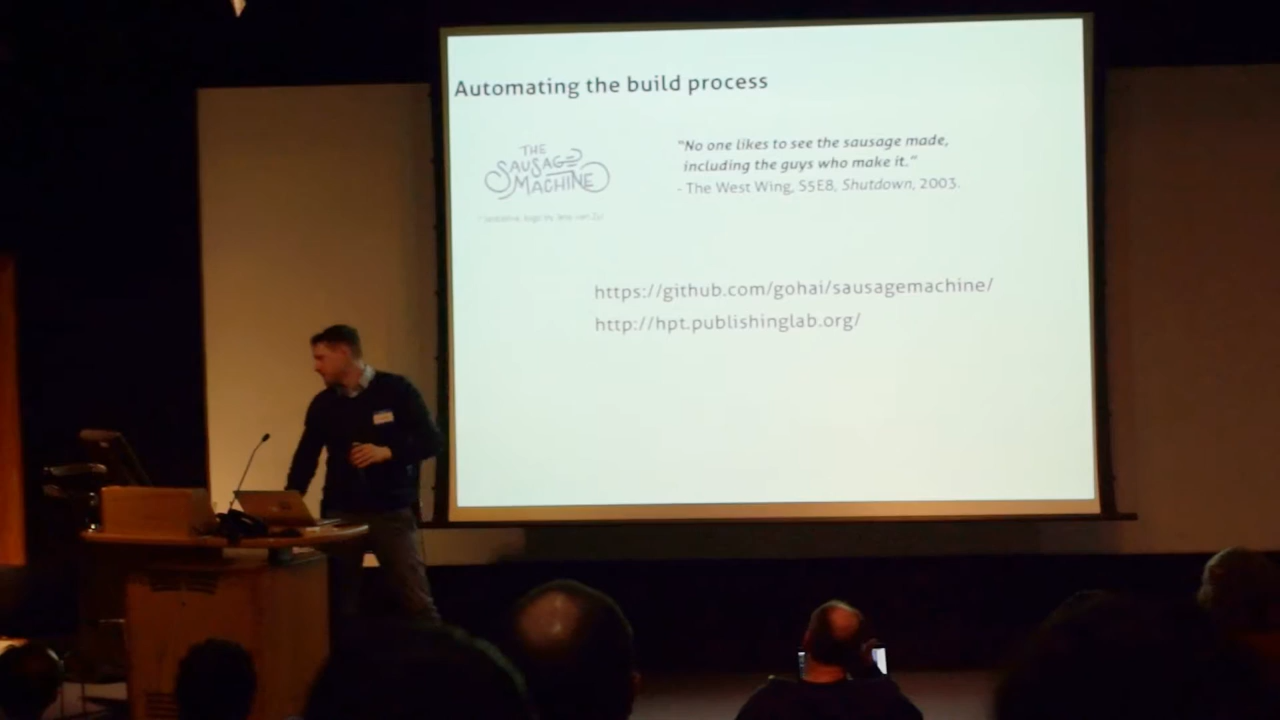 Automating the build process
THE
SAUSAGE
MACHINE
"No one likes to see the sausage made,
including the guys who make it."
- The West Wing, S5E8, Shutdown, 2003.
https://github.com/gohai/sausagemachine/
http://hpt.publishinglab.org/